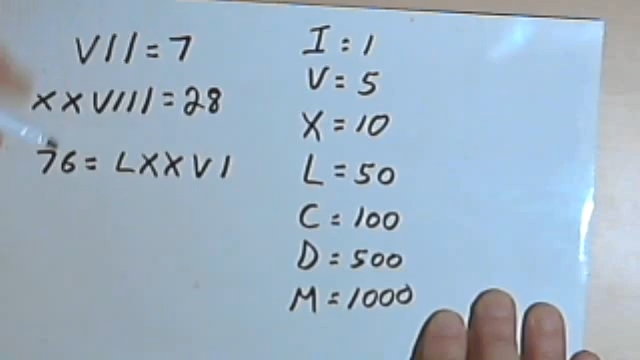 VII = 7
XXVIII = 28
76 = LXXVI
I : 1
V = 5
X = 10
L = 50
C = 100
D = 500
M = 1000